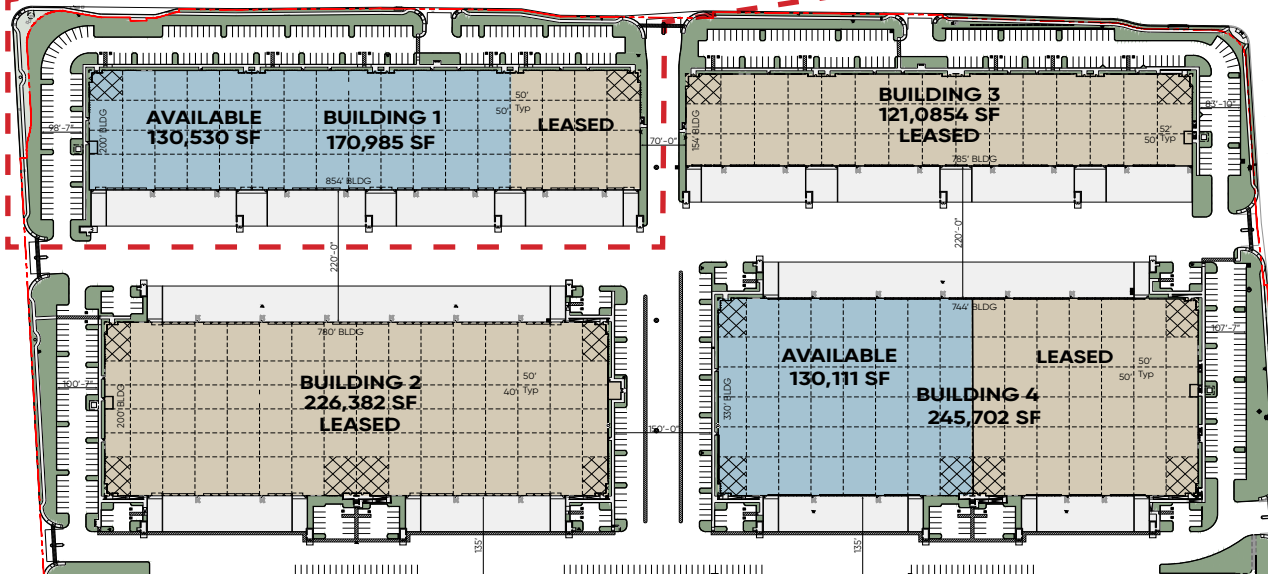 AVAILABLE
130,530 SF
BUILDING 1
170,985 SF
LEASED
50'
50' Typ
98'-7"
200' BLDG
854' BLDG
70'-0"
BUILDING 3
121,0854 SF
LEASED
154' BLDG
785' BLDG
52'
50' Typ
83'-10"
220'-0"
220'-0"
780' BLDG
BUILDING 2
226,382 SF
LEASED
50'
40' Typ
100'-7"
200' BLDG
150'-0"
744' BLDG
AVAILABLE
130,111 SF
LEASED
BUILDING 4
245,702 SF
50'
50' Typ
330' BLDG
107'-7"
135'
135'